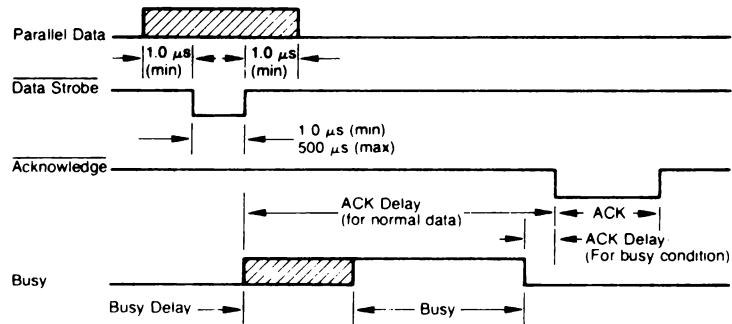 Parallel Data
1.0 μs
(min)
1.0 μs
(min)
Data Strobe
1 0 μs (min)
500 μs (max)
Acknowledge
ACK Delay
(for normal data)
ACK
ACK Delay
(For busy condition)
Busy
Busy Delay
Busy